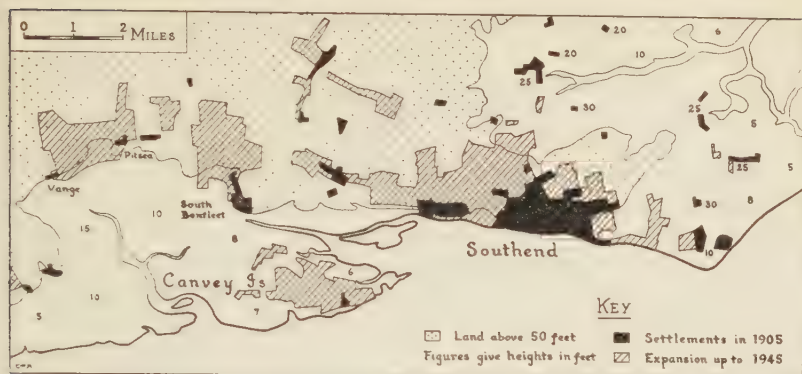 0 1 2 MILES
20
6
20
10
25
30
25
5
Pitsea
Vange
25
5
South Benfleet
10
30
8
15
8
Southend
10
Canvey Is
6
10
7
5
KEY
Land above 50 feet
Settlements in 1905
Figures give heights in feet
Expansion up to 1945